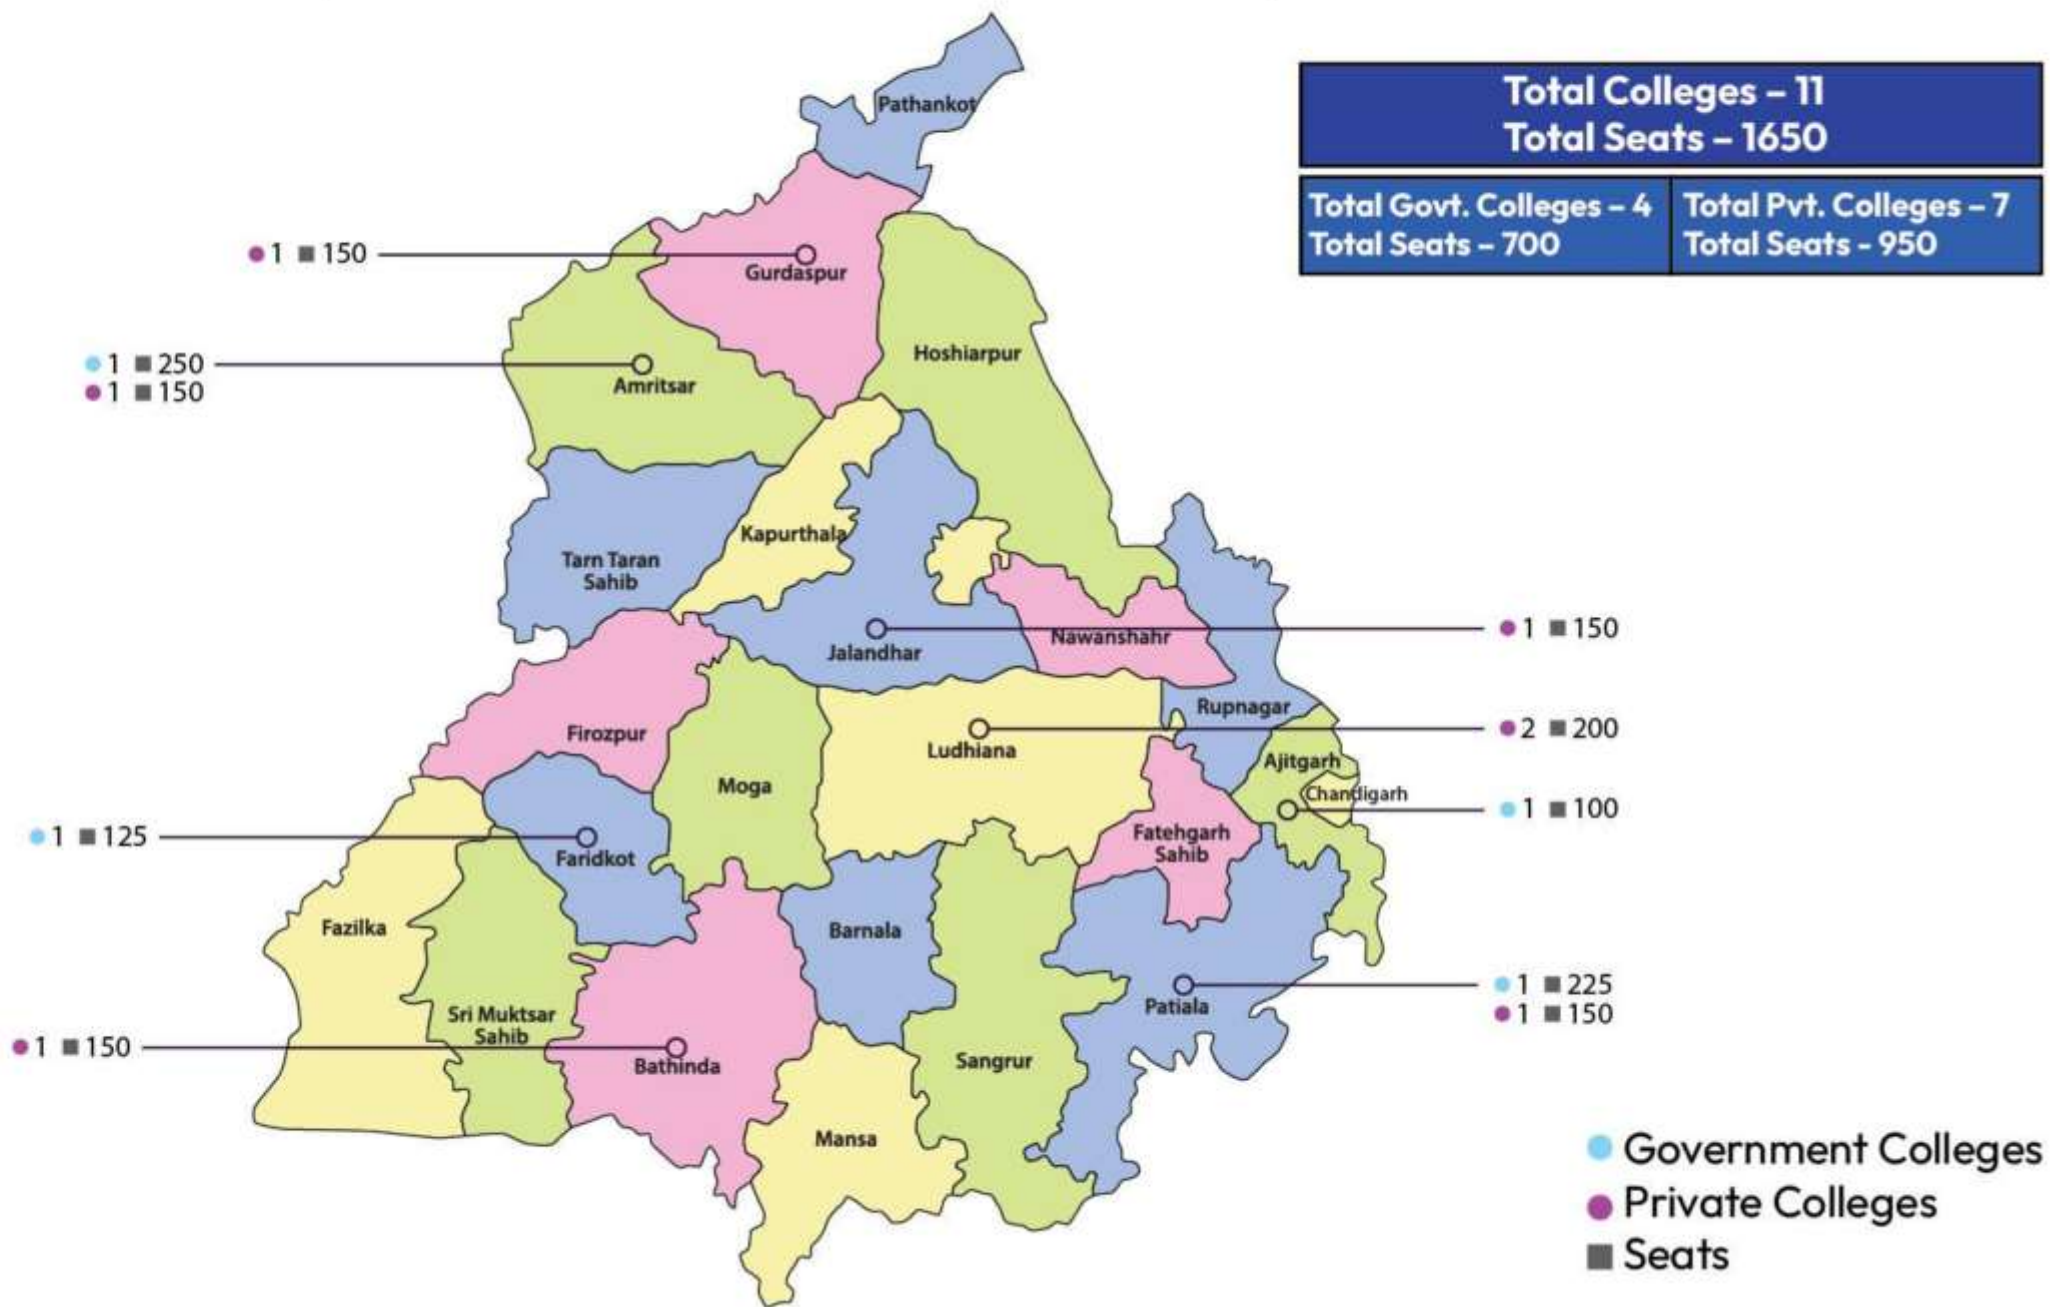 Total Colleges – 11
Total Seats – 1650
Total Govt. Colleges – 4
Total Seats – 700
Total Pvt. Colleges – 7
Total Seats - 950
Pathankot
1 150
Gurdaspur
1 250
1 150
Amritsar
Hoshiarpur
Kapurthala
Tarn Taran
Sahib
Jalandhar
1 150
Nawanshahr
Rupnagar
Firozpur
Ludhiana
2 200
Moga
Ajitgarh
Chandigarh
1 100
Fatehgarh
Sahib
1 125
Faridkot
Fazilka
Barnala
Patiala
1 225
1 150
Sri Muktsar
Sahib
1 150
Bathinda
Sangrur
Mansa
Government Colleges
Private Colleges
Seats